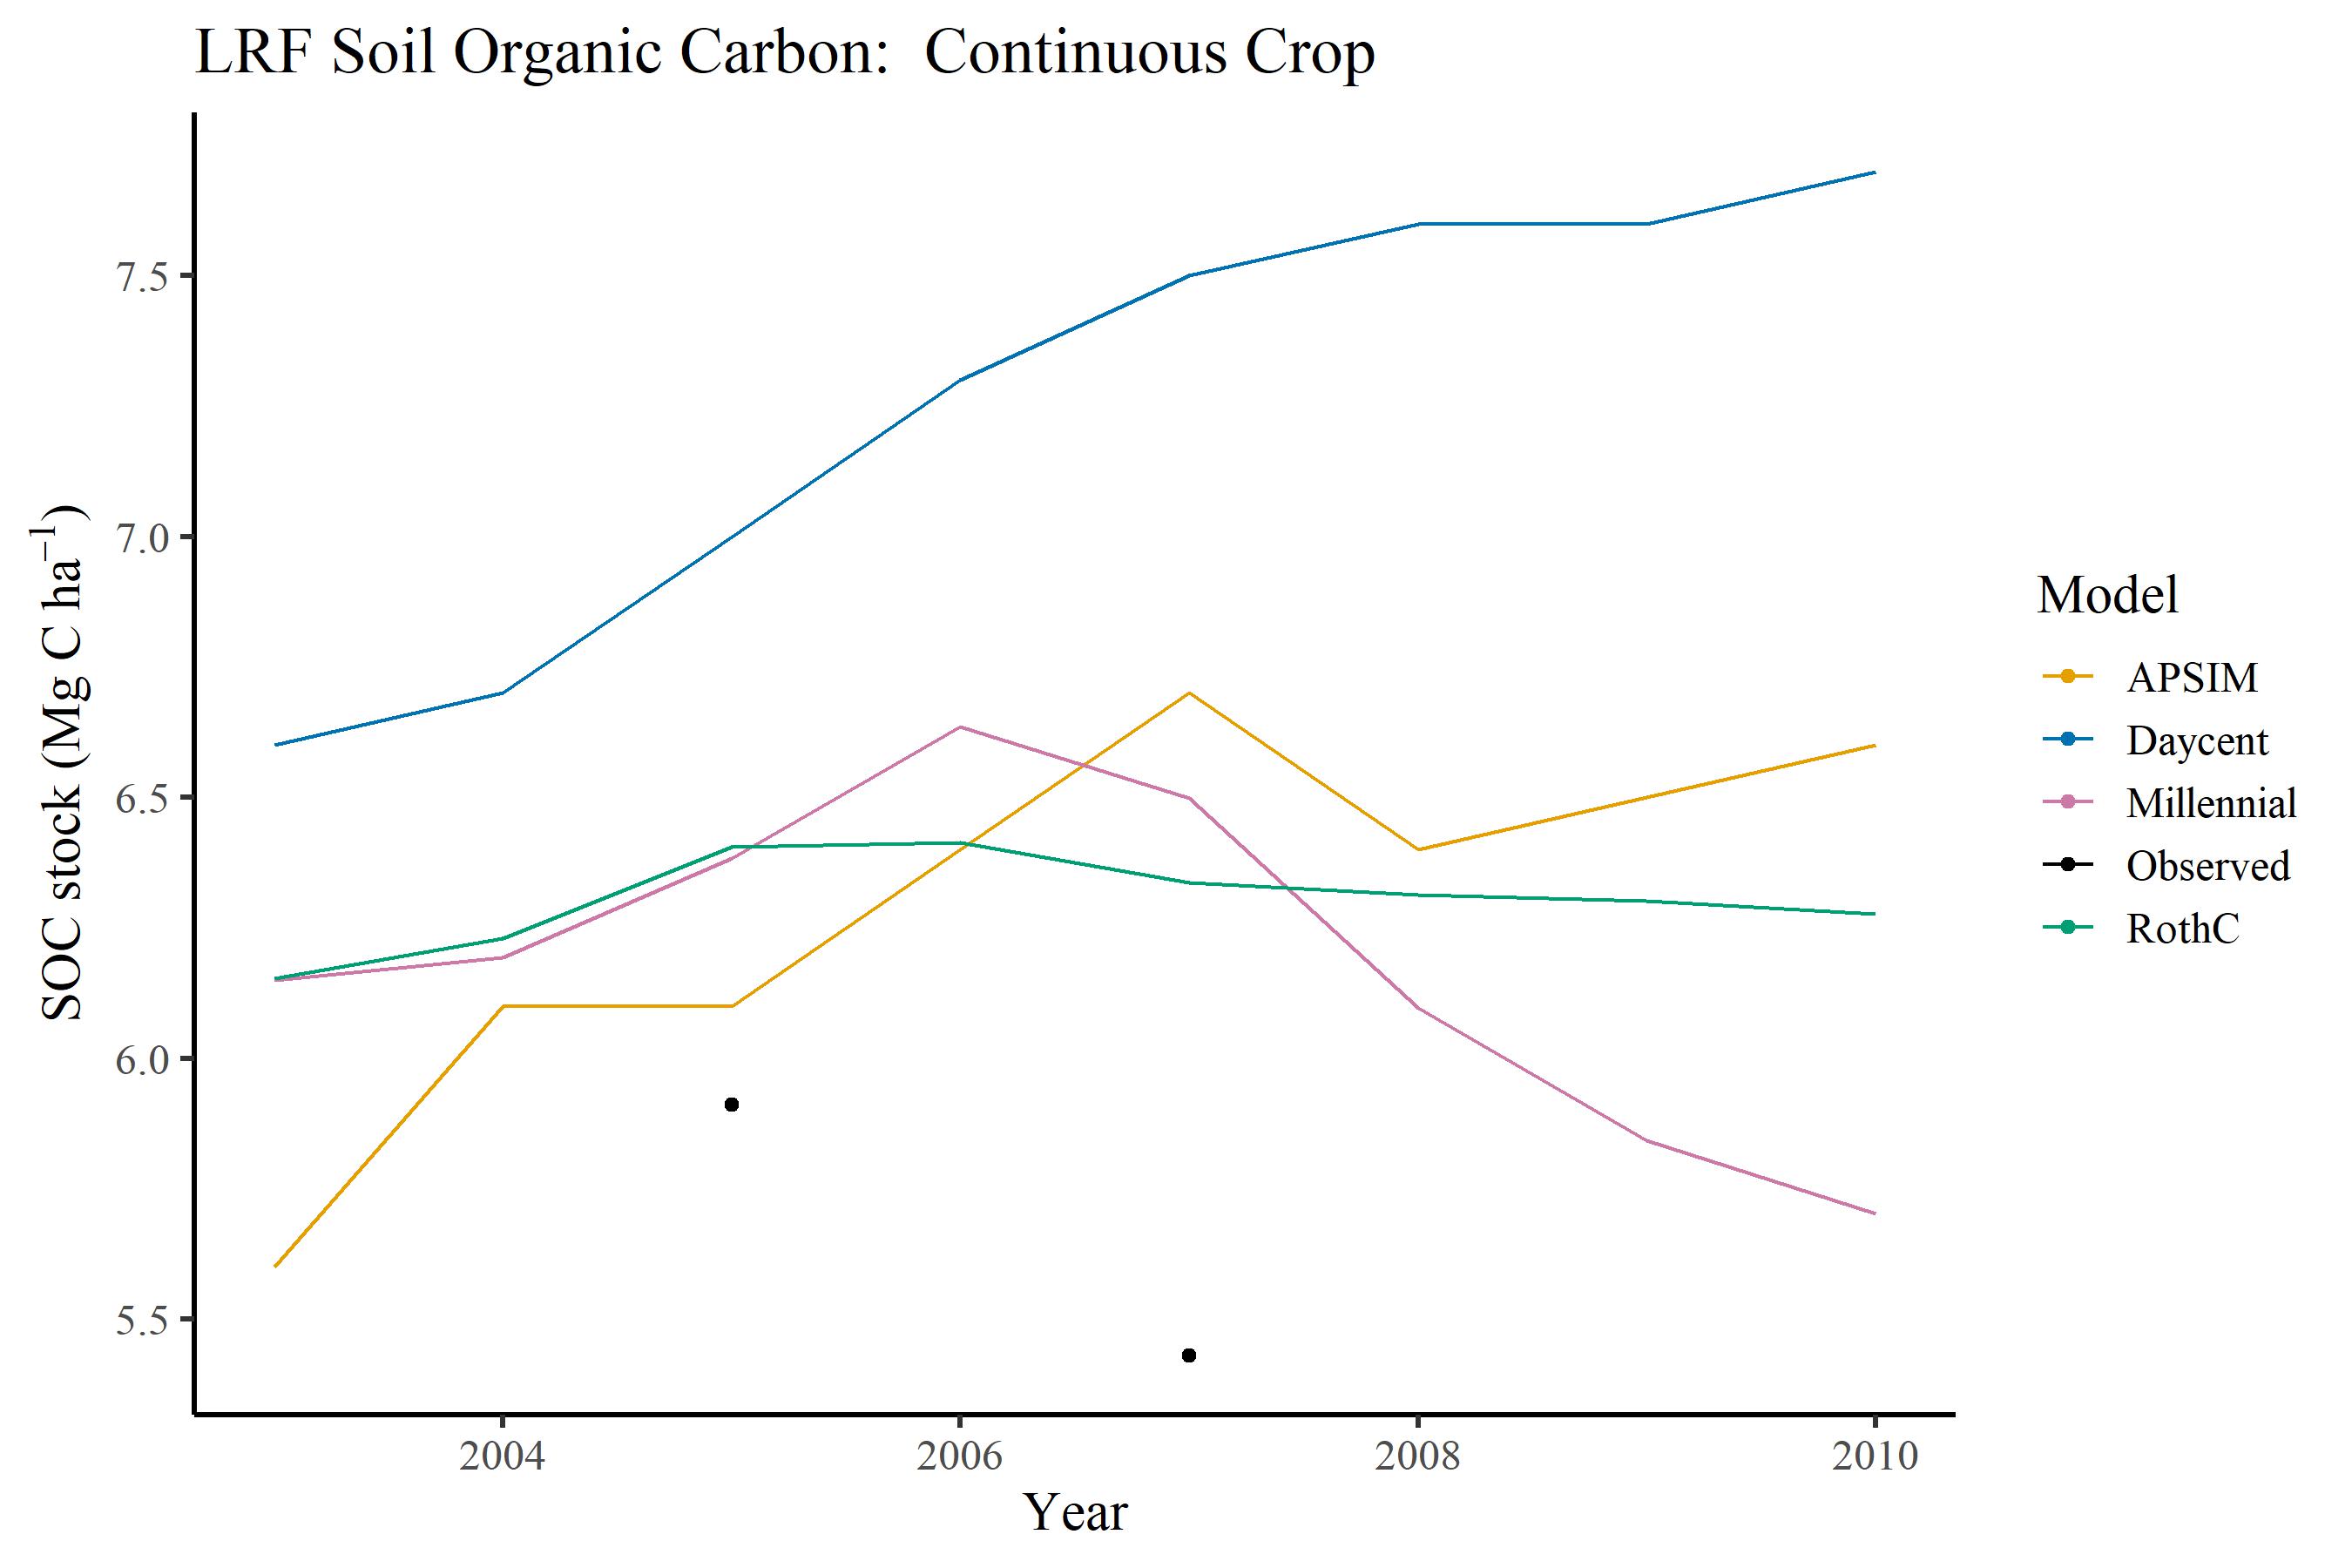 LRF Soil Organic Carbon:  Continuous Crop
SOC stock (Mg C ha⁻¹)
7.5
7.0
6.5
6.0
5.5
2004 2006 2008 2010
Year
Model
APSIM
Daycent
Millennial
Observed
RothC